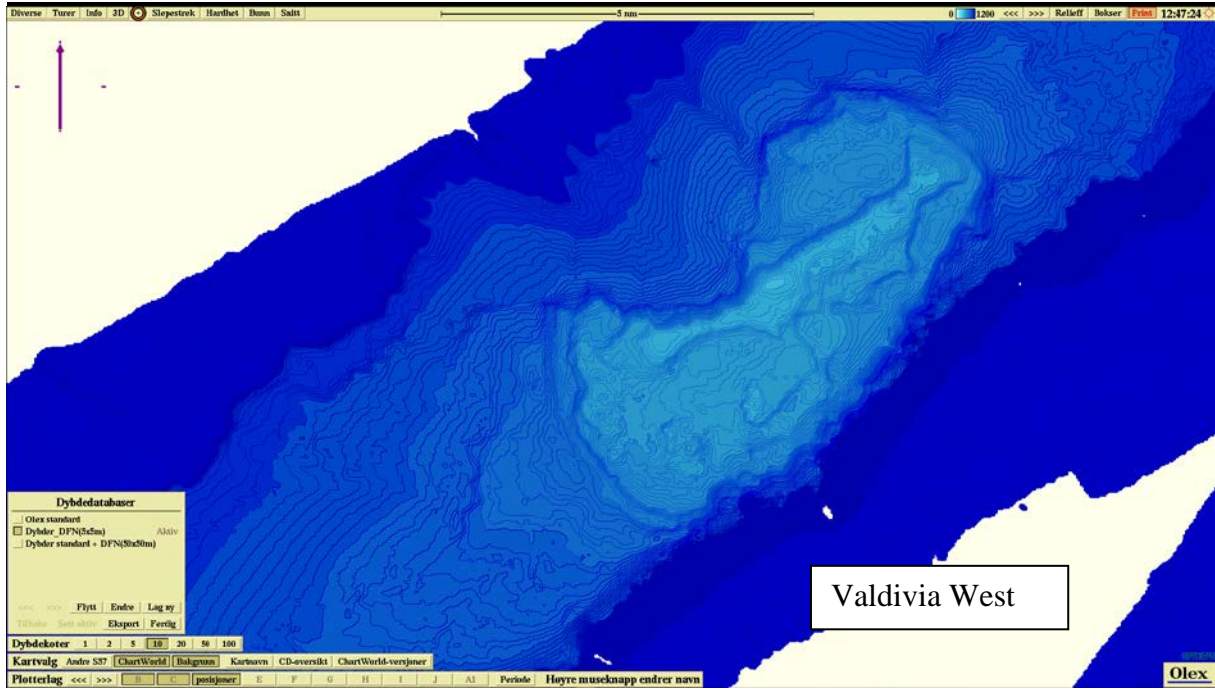 Diverse Turer Info 3D Slepestrek Hardhet Bunn Salit 5 nm 0 1200 <<< >>> Relieff Bokser Print 12:47:24
Dybdedatabaser
Olex standard
Dybder_DFN(5x5m) Aktiv
Dybder standard + DFN(50x50m)
<<< >>> Flytt Endre Lag ny
Tilbake Sett aktiv Eksport Ferdig
Valdivia West
Dybdekoter 1 2 5 10 20 50 100
Kartvalg Andre S57 ChartWorld Bakgrunn Kartnavn CD-oversikt ChartWorld-versjoner
Plotterlag <<< >>> B C posisjoner E F G H I J A1 Periode Høyre museknapp endrer navn
Olex